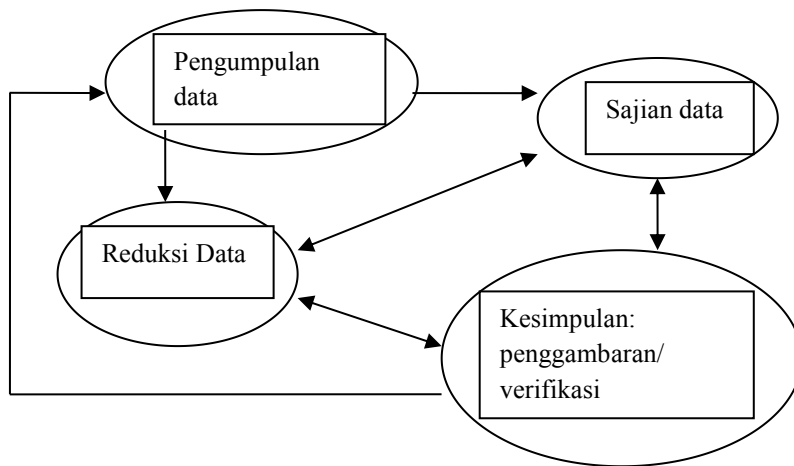 Pengumpulan
data
Sajian data
Reduksi Data
Kesimpulan:
penggambaran/
verifikasi